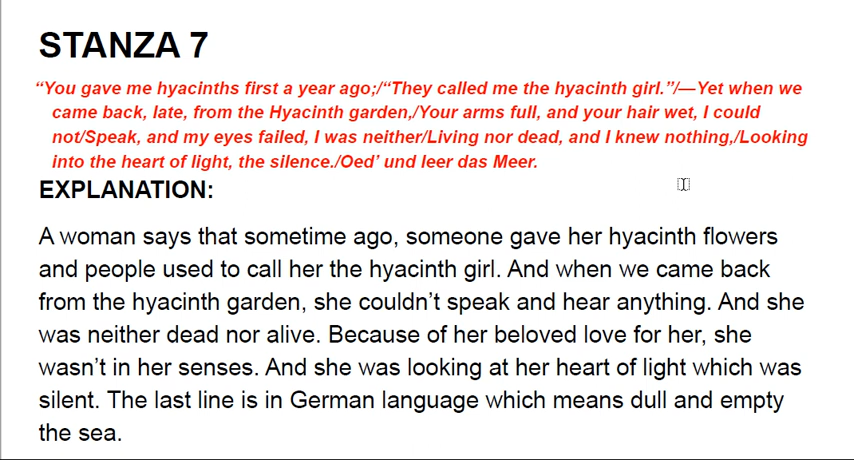 STANZA 7
“You gave me hyacinths first a year ago;/“They called me the hyacinth girl.”/—Yet when we
came back, late, from the Hyacinth garden,/Your arms full, and your hair wet, I could
not/Speak, and my eyes failed, I was neither/Living nor dead, and I knew nothing,/Looking
into the heart of light, the silence./Oed’ und leer das Meer.
EXPLANATION:
A woman says that sometime ago, someone gave her hyacinth flowers
and people used to call her the hyacinth girl. And when we came back
from the hyacinth garden, she couldn’t speak and hear anything. And she
was neither dead nor alive. Because of her beloved love for her, she
wasn’t in her senses. And she was looking at her heart of light which was
silent. The last line is in German language which means dull and empty
the sea.